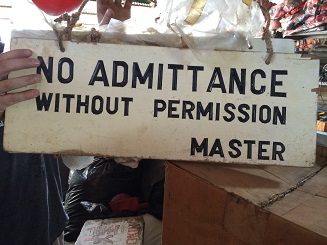 NO ADMITTANCE
WITHOUT PERMISSION
MASTER